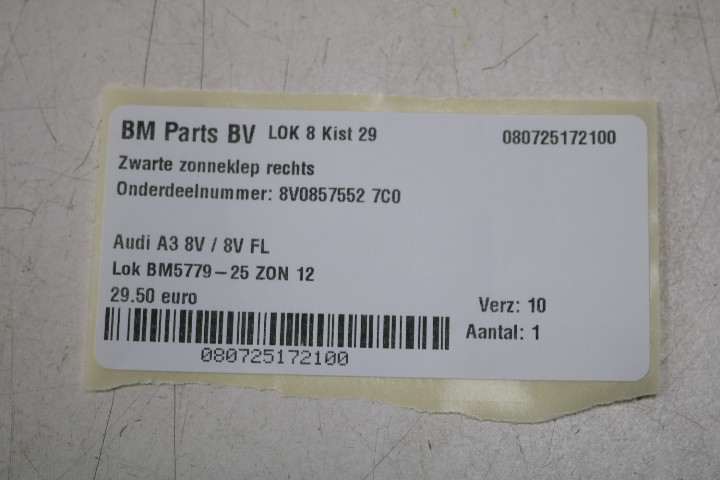 BM Parts BV LOK 8 Kist 29 080725172100
Zwarte zonneklep rechts
Onderdeelnummer: 8V0857552 7C0
Audi A3 8V / 8V FL
Lok BM5779-25 ZON 12
29.50 euro Verz: 10
Aantal: 1
080725172100